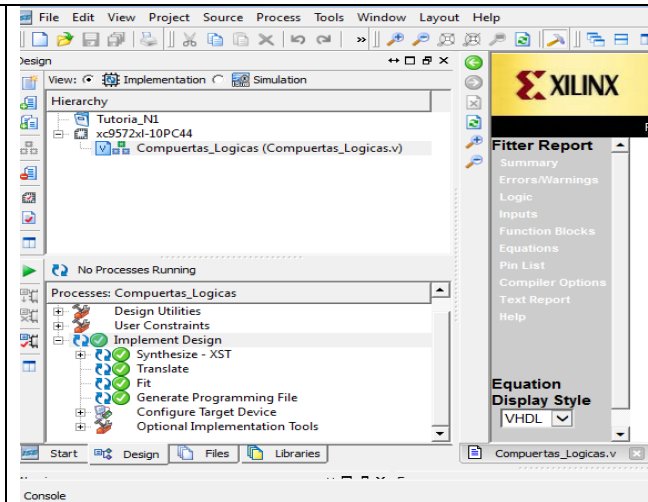 File Edit View Project Source Process Tools Window Layout Help
Design
View: Implementation Simulation
Hierarchy
Tutoria_N1
xc9572xl-10PC44
Compuertas_Logicas (Compuertas_Logicas.v)
No Processes Running
Processes: Compuertas_Logicas
Design Utilities
User Constraints
Implement Design
Synthesize - XST
Translate
Fit
Generate Programming File
Configure Target Device
Optional Implementation Tools
Start Design Files Libraries
Console
XILINX
Fitter Report
Summary
Errors/Warnings
Logic
Inputs
Function Blocks
Equations
Pin List
Compiler Options
Text Report
Help
Equation
Display Style
VHDL
Compuertas_Logicas.v